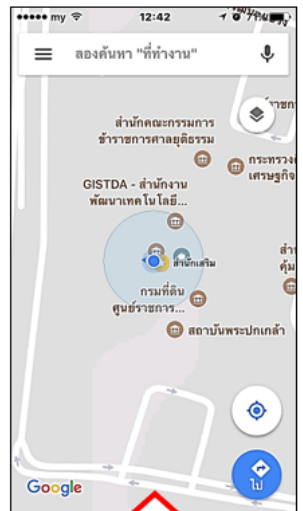 my 12:42
ลองค้นหา "ที่ทำงาน"
สำนักคณะกรรมการ
ข้าราชการศาลยุติธรรม
กระทรวง
เศรษฐกิจ
GISTDA - สำนักงาน
พัฒนาเทคโนโลยี...
สำนักเสริม
กรมที่ดิน
ศูนย์ราชการ...
สถาบันพระปกเกล้า
Google
ไป